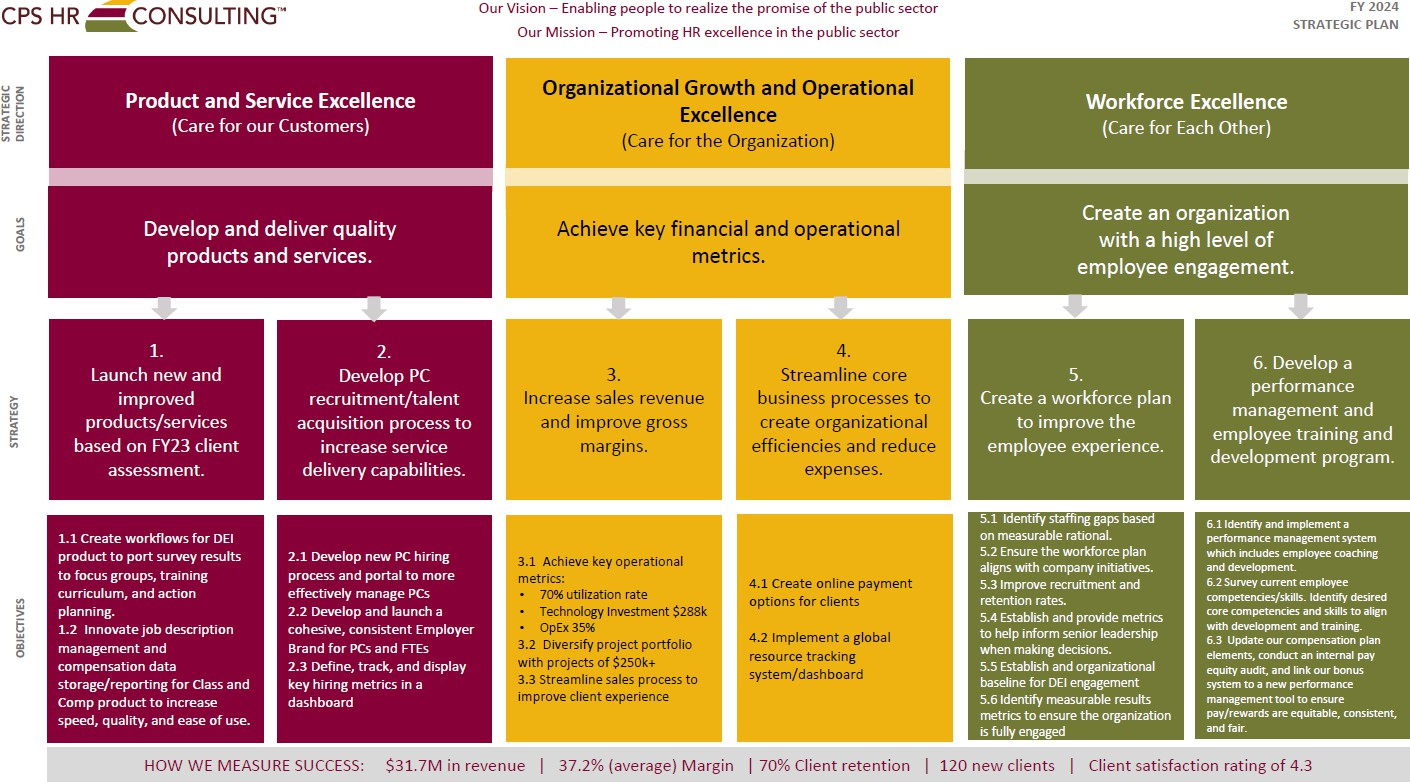 CPS HR CONSULTING™
Our Vision – Enabling people to realize the promise of the public sector
Our Mission – Promoting HR excellence in the public sector
FY 2024
STRATEGIC PLAN
STRATEGIC
DIRECTION
Product and Service Excellence
(Care for our Customers)
Organizational Growth and Operational
Excellence
(Care for the Organization)
Workforce Excellence
(Care for Each Other)
GOALS
Develop and deliver quality
products and services.
Achieve key financial and operational
metrics.
Create an organization
with a high level of
employee engagement.
STRATEGY
1.
Launch new and
improved
products/services
based on FY23 client
assessment.
2.
Develop PC
recruitment/talent
acquisition process to
increase service
delivery capabilities.
3.
Increase sales revenue
and improve gross
margins.
4.
Streamline core
business processes to
create organizational
efficiencies and reduce
expenses.
5.
Create a workforce plan
to improve the
employee experience.
6. Develop a
performance
management and
employee training and
development program.
OBJECTIVES
1.1 Create workflows for DEI
product to port survey results
to focus groups, training
curriculum, and action
planning.
1.2 Innovate job description
management and
compensation data
storage/reporting for Class and
Comp product to increase
speed, quality, and ease of use.
2.1 Develop new PC hiring
process and portal to more
effectively manage PCs
2.2 Develop and launch a
cohesive, consistent Employer
Brand for PCs and FTEs
2.3 Define, track, and display
key hiring metrics in a
dashboard
3.1 Achieve key operational
metrics:
• 70% utilization rate
• Technology Investment $288k
• OpEx 35%
3.2 Diversify project portfolio
with projects of $250k+
3.3 Streamline sales process to
improve client experience
4.1 Create online payment
options for clients
4.2 Implement a global
resource tracking
system/dashboard
5.1 Identify staffing gaps based
on measurable rational.
5.2 Ensure the workforce plan
aligns with company initiatives.
5.3 Improve recruitment and
retention rates.
5.4 Establish and provide metrics
to help inform senior leadership
when making decisions.
5.5 Establish and organizational
baseline for DEI engagement
5.6 Identify measurable results
metrics to ensure the organization
is fully engaged
6.1 Identify and implement a
performance management system
which includes employee coaching
and development.
6.2 Survey current employee
competencies/skills. Identify desired
core competencies and skills to align
with development and training.
6.3 Update our compensation plan
elements, conduct an internal pay
equity audit, and link our bonus
system to a new performance
management tool to ensure
pay/rewards are equitable, consistent,
and fair.
HOW WE MEASURE SUCCESS: $31.7M in revenue | 37.2% (average) Margin | 70% Client retention | 120 new clients | Client satisfaction rating of 4.3